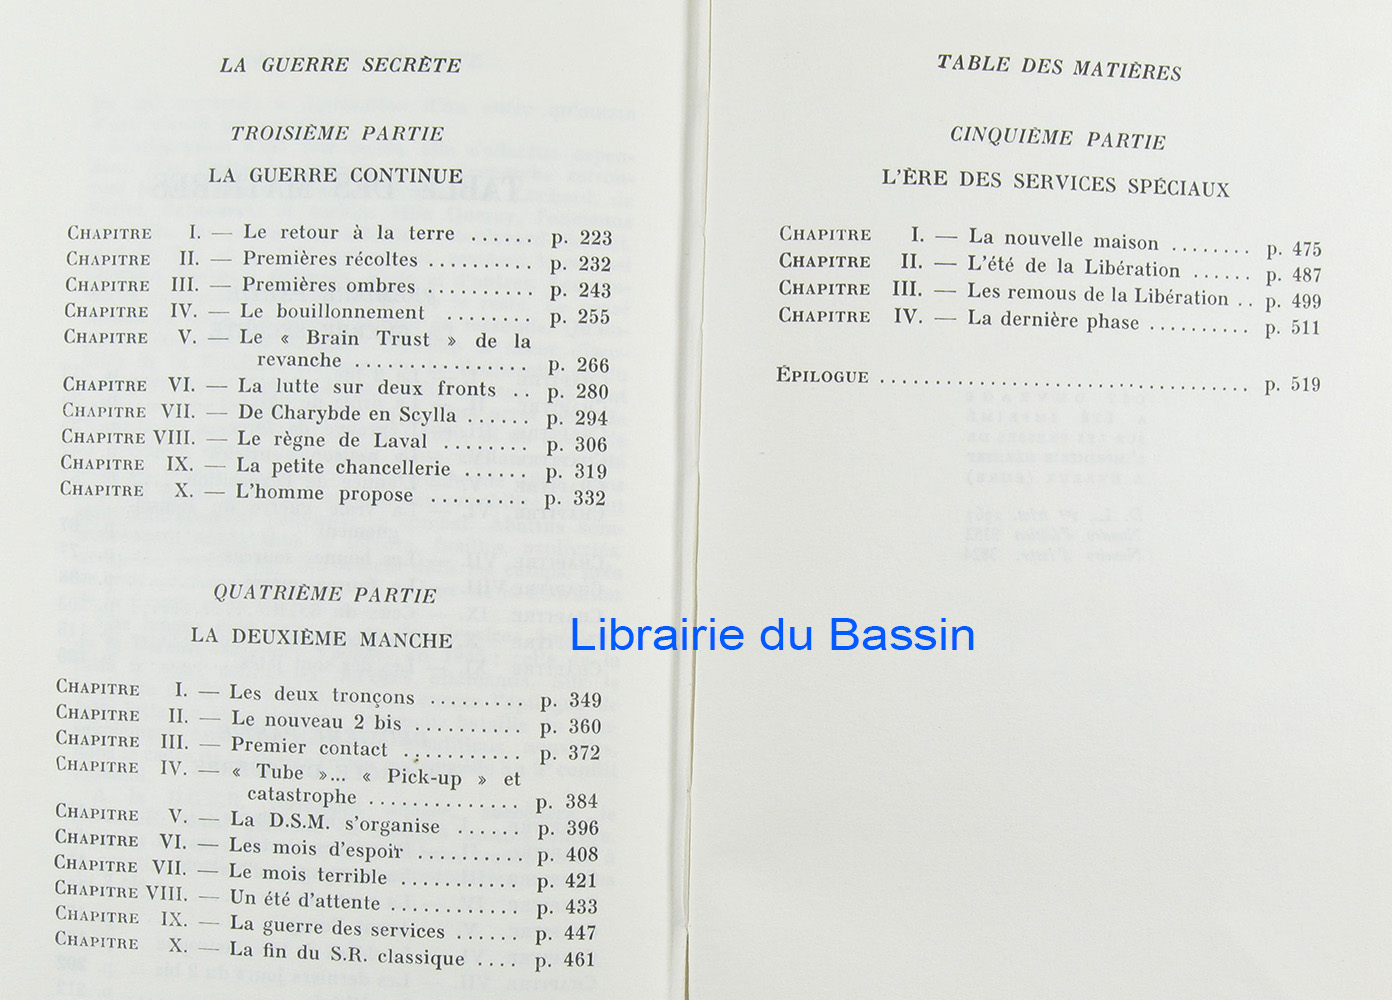 LA GUERRE SECRÈTE
TROISIÈME PARTIE
LA GUERRE CONTINUE
CHAPITRE I. — Le retour à la terre ...... p. 223
CHAPITRE II. — Premières récoltes .......... p. 232
CHAPITRE III. — Premières ombres .......... p. 243
CHAPITRE IV. — Le bouillonnement ........ p. 255
CHAPITRE V. — Le « Brain Trust » de la
revanche ................ p. 266
CHAPITRE VI. — La lutte sur deux fronts .. p. 280
CHAPITRE VII. — De Charybde en Scylla ...... p. 294
CHAPITRE VIII. — Le règne de Laval ........ p. 306
CHAPITRE IX. — La petite chancellerie ...... p. 319
CHAPITRE X. — L'homme propose ......... p. 332
QUATRIÈME PARTIE
LA DEUXIÈME MANCHE
CHAPITRE I. — Les deux tronçons ......... p. 349
CHAPITRE II. — Le nouveau 2 bis .......... p. 360
CHAPITRE III. — Premier contact ........... p. 372
CHAPITRE IV. — « Tube »... « Pick-up » et
catastrophe .............. p. 384
CHAPITRE V. — La D.S.M. s'organise ...... p. 396
CHAPITRE VI. — Les mois d'espoir .......... p. 408
CHAPITRE VII. — Le mois terrible ........... p. 421
CHAPITRE VIII. — Un été d'attente ............ p. 433
CHAPITRE IX. — La guerre des services ...... p. 447
CHAPITRE X. — La fin du S.R. classique .... p. 461
TABLE DES MATIÈRES
CINQUIÈME PARTIE
L'ÈRE DES SERVICES SPÉCIAUX
CHAPITRE I. — La nouvelle maison ........ p. 475
CHAPITRE II. — L'été de la Libération ...... p. 487
CHAPITRE III. — Les remous de la Libération .. p. 499
CHAPITRE IV. — La dernière phase .......... p. 511
ÉPILOGUE .................................. p. 519
Librairie du Bassin